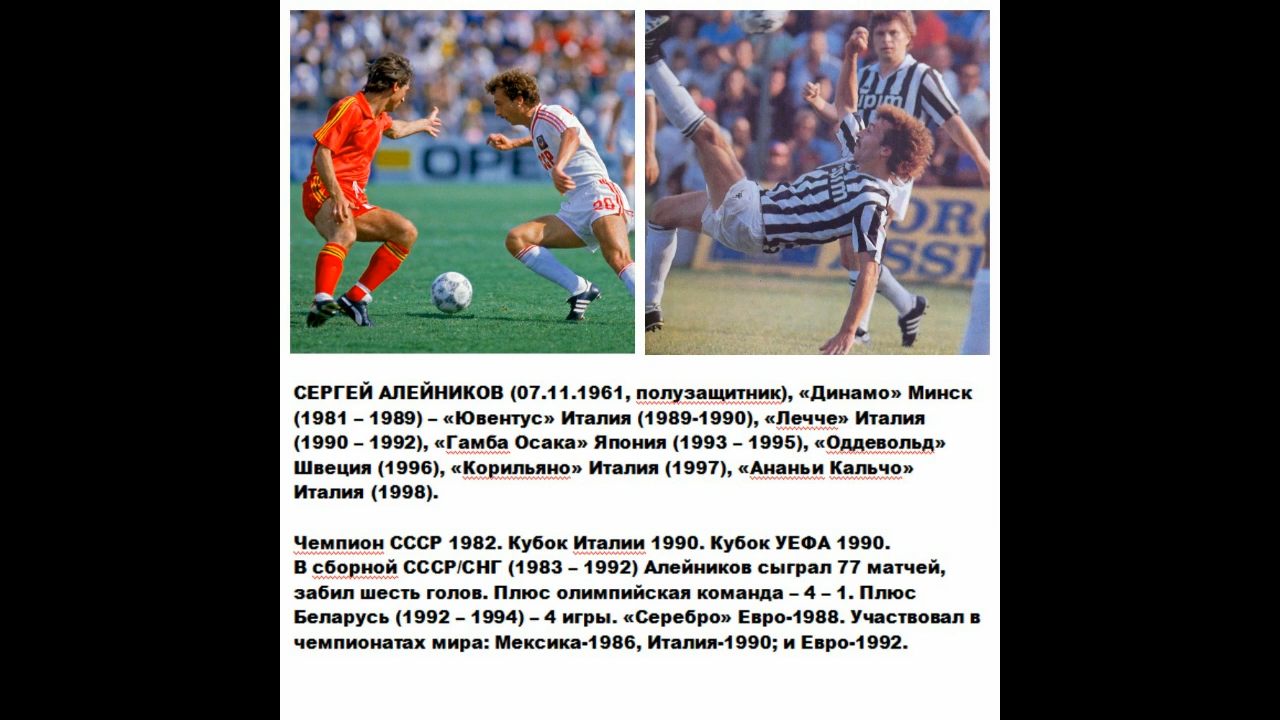 OPE
СССР
upim
upim
СЕРГЕЙ АЛЕЙНИКОВ (07.11.1961, полузащитник), «Динамо» Минск
(1981 – 1989) – «Ювентус» Италия (1989-1990), «Лечче» Италия
(1990 – 1992), «Гамба Осака» Япония (1993 – 1995), «Оддевольд»
Швеция (1996), «Корильяно» Италия (1997), «Ананьи Кальчо»
Италия (1998).
Чемпион СССР 1982. Кубок Италии 1990. Кубок УЕФА 1990.
В сборной СССР/СНГ (1983 – 1992) Алейников сыграл 77 матчей,
забил шесть голов. Плюс олимпийская команда – 4 – 1. Плюс
Беларусь (1992 – 1994) – 4 игры. «Серебро» Евро-1988. Участвовал в
чемпионатах мира: Мексика-1986, Италия-1990; и Евро-1992.